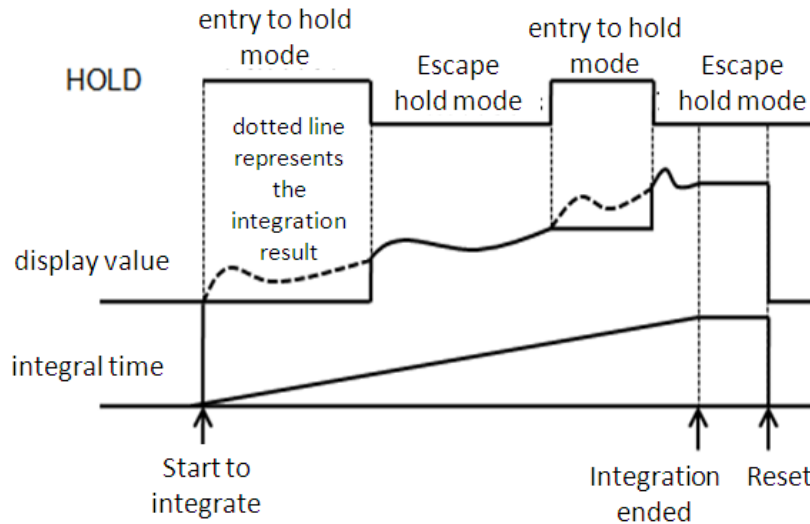 entry to hold
mode
entry to hold
mode
HOLD
Escape
hold mode
Escape
hold mode
dotted line
represents
the
integration
result
display value
integral time
Start to
integrate
Integration
ended
Reset